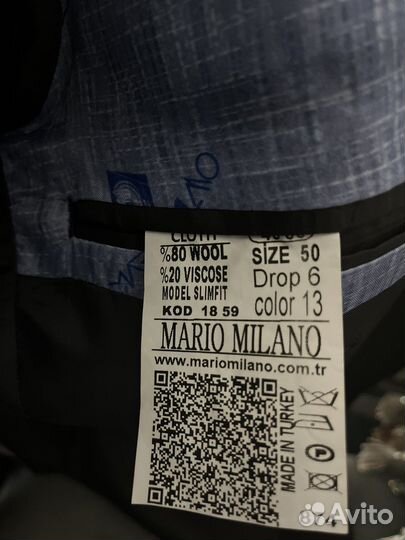 CLOTH
%80 WOOL SIZE 50
%20 VISCOSE Drop 6
MODEL SLIMFIT color 13
KOD 18 59
MARIO MILANO
www.mariomilano.com.tr
MADE IN TURKEY
P
Avito